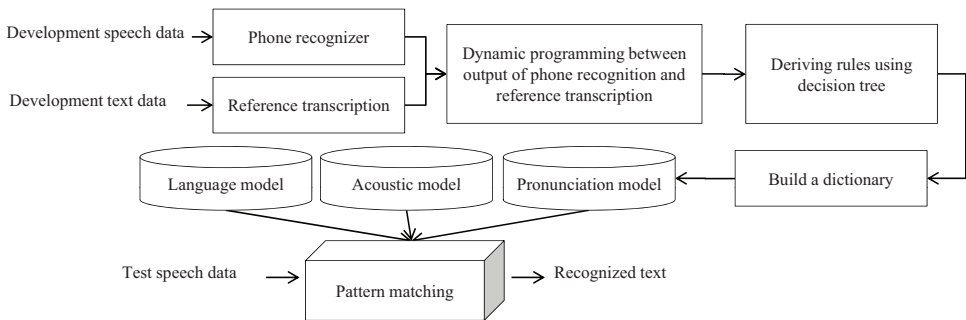 Development speech data
Phone recognizer
Development text data
Reference transcription
Dynamic programming between
output of phone recognition and
reference transcription
Deriving rules using
decision tree
Language model
Acoustic model
Pronunciation model
Build a dictionary
Test speech data
Pattern matching
Recognized text